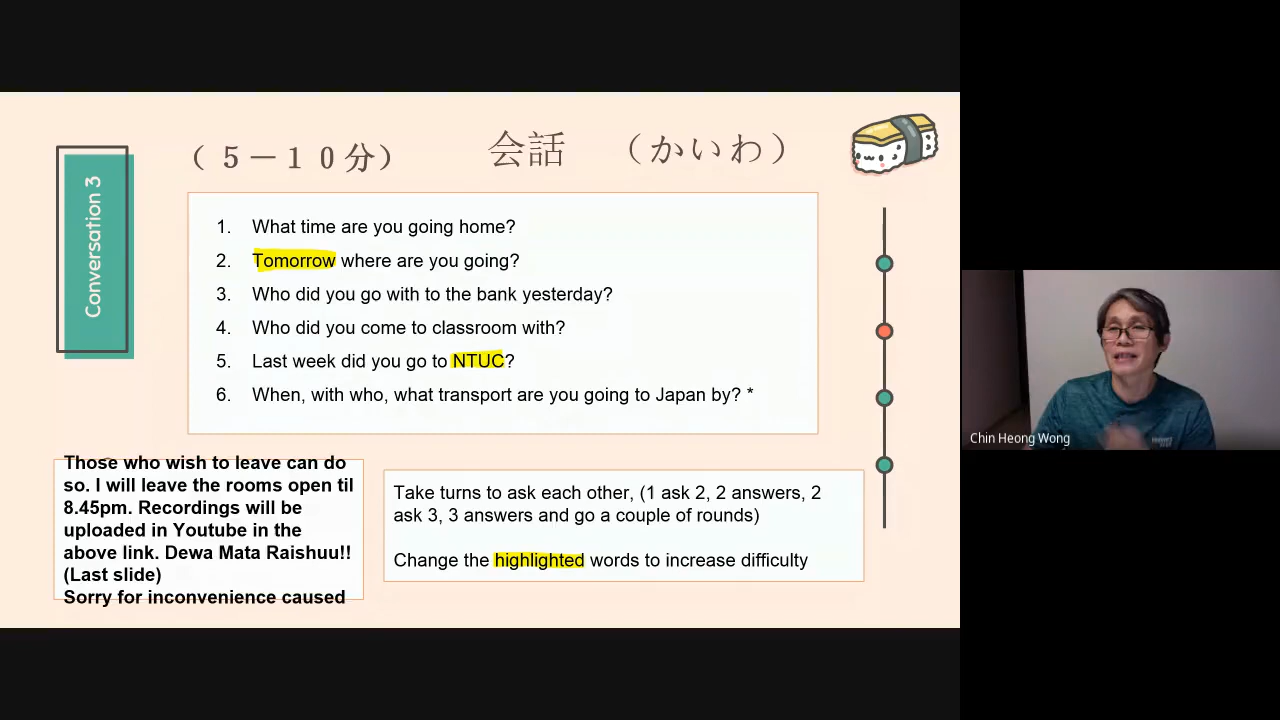 （５－１０分）
会話 （かいわ）
Conversation 3
1. What time are you going home?
2. Tomorrow where are you going?
3. Who did you go with to the bank yesterday?
4. Who did you come to classroom with?
5. Last week did you go to NTUC?
6. When, with who, what transport are you going to Japan by? *
Those who wish to leave can do
so. I will leave the rooms open til
8.45pm. Recordings will be
uploaded in Youtube in the
above link. Dewa Mata Raishuu!!
(Last slide)
Sorry for inconvenience caused
Take turns to ask each other, (1 ask 2, 2 answers, 2
ask 3, 3 answers and go a couple of rounds)
Change the highlighted words to increase difficulty
Chin Heong Wong